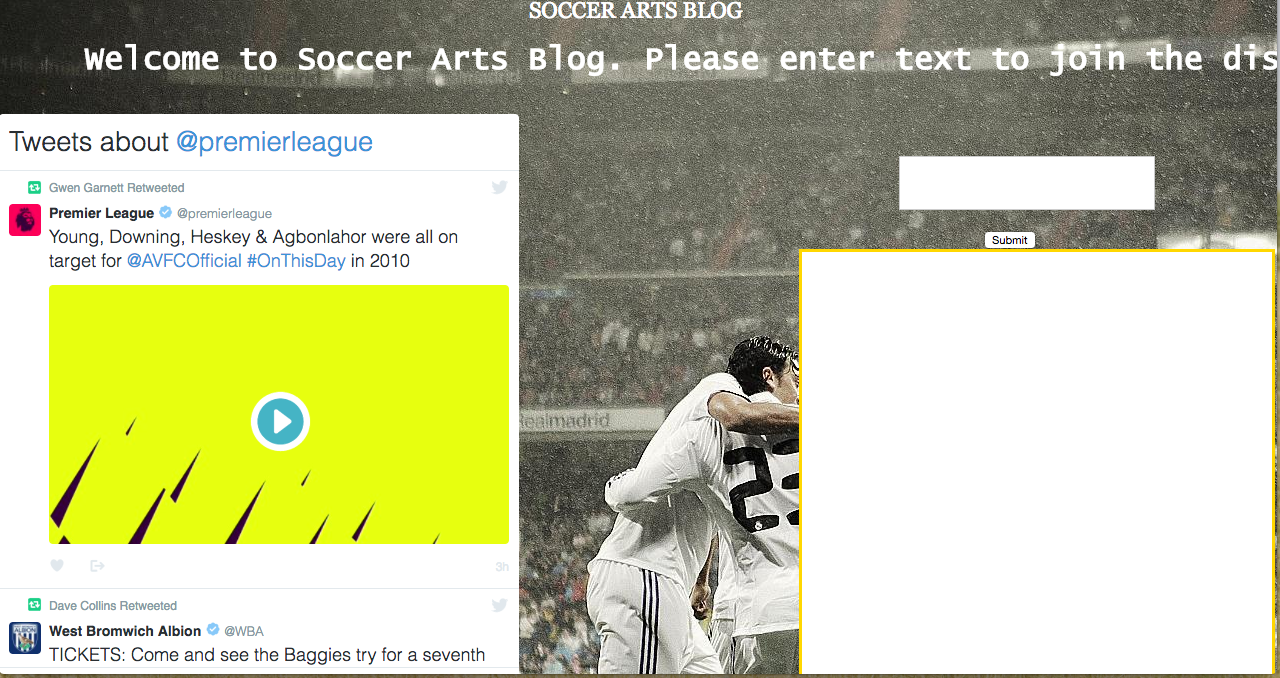 SOCCER ARTS BLOG
Welcome to Soccer Arts Blog. Please enter text to join the dis
Tweets about @premierleague
Gwen Garnett Retweeted
Premier League @premierleague
Young, Downing, Heskey & Agbonlahor were all on
target for @AVFCOfficial #OnThisDay in 2010
Submit
Realmadrid
23
3h
Dave Collins Retweeted
West Bromwich Albion @WBA
TICKETS: Come and see the Baggies try for a seventh